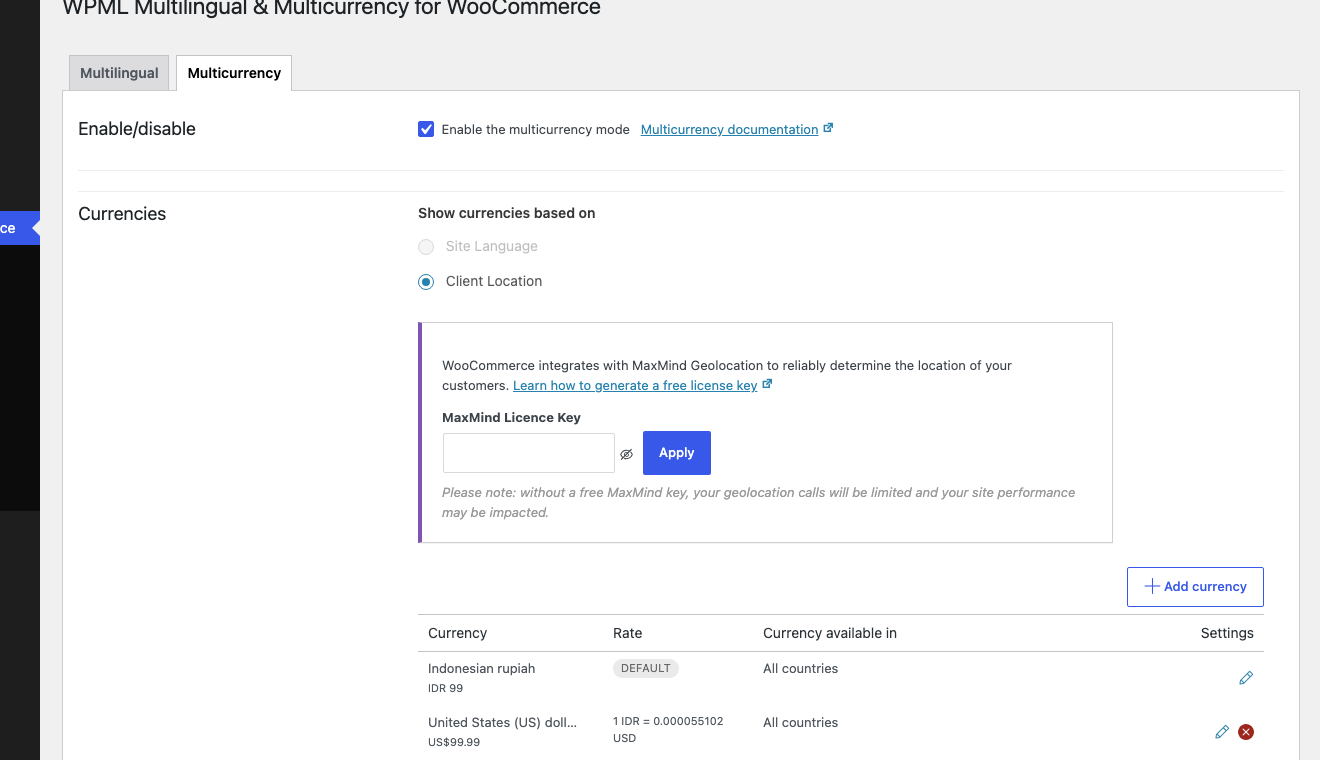 WPML Multilingual & Multicurrency for WooCommerce
Multilingual
Multicurrency
Enable/disable
Enable the multicurrency mode Multicurrency documentation
ce
Currencies
Show currencies based on
Site Language
Client Location
WooCommerce integrates with MaxMind Geolocation to reliably determine the location of your
customers. Learn how to generate a free license key
MaxMind Licence Key
Apply
Please note: without a free MaxMind key, your geolocation calls will be limited and your site performance
may be impacted.
Add currency
Currency Rate Currency available in Settings
Indonesian rupiah DEFAULT All countries
IDR 99
United States (US) doll... 1 IDR = 0.000055102 All countries
USD
US$99.99